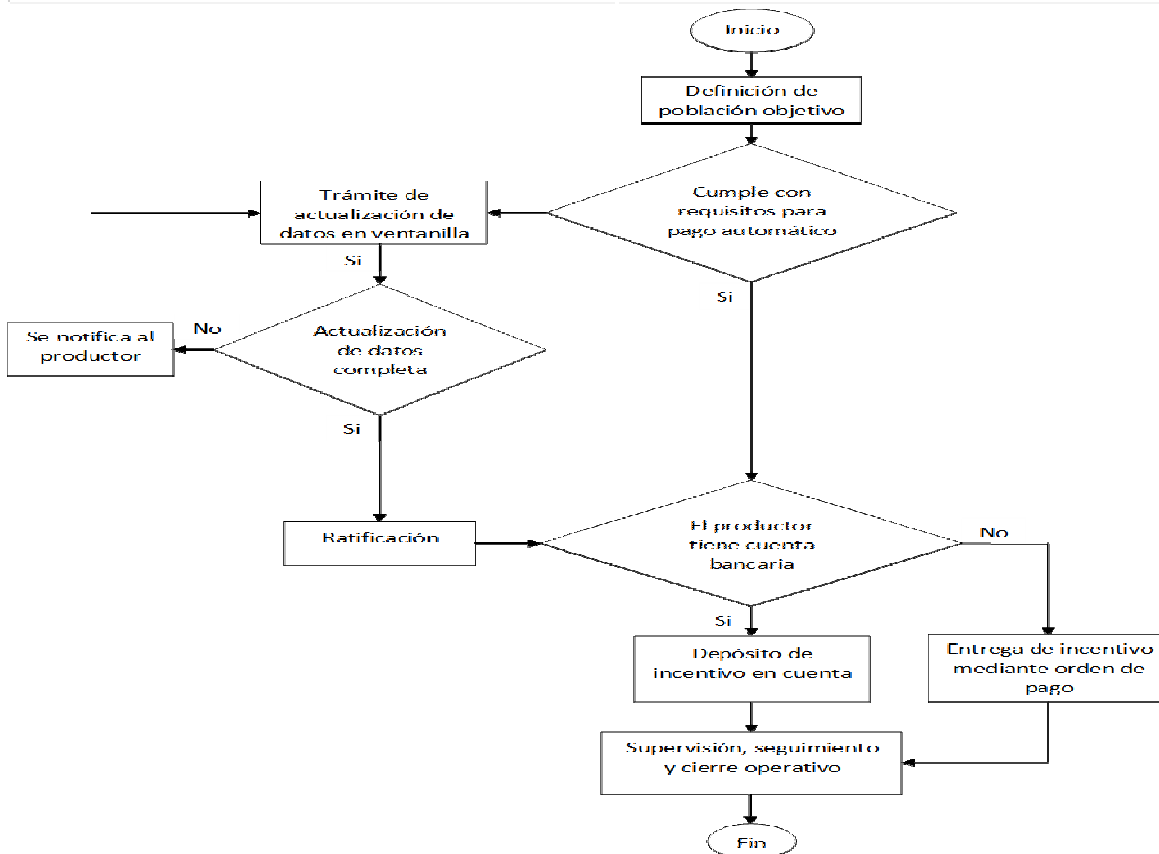 Inicio
Definición de
población objetivo
Cumple con
requisitos para
pago automático
Trámite de
actualización de
datos en ventanilla
Si
Si
Actualización
de datos
completa
No
Se notifica al
productor
Si
Ratificación
El productor
tiene cuenta
bancaria
No
Si
Depósito de
incentivo en cuenta
Entrega de incentivo
mediante orden de
pago
Supervisión, seguimiento
y cierre operativo
Fin